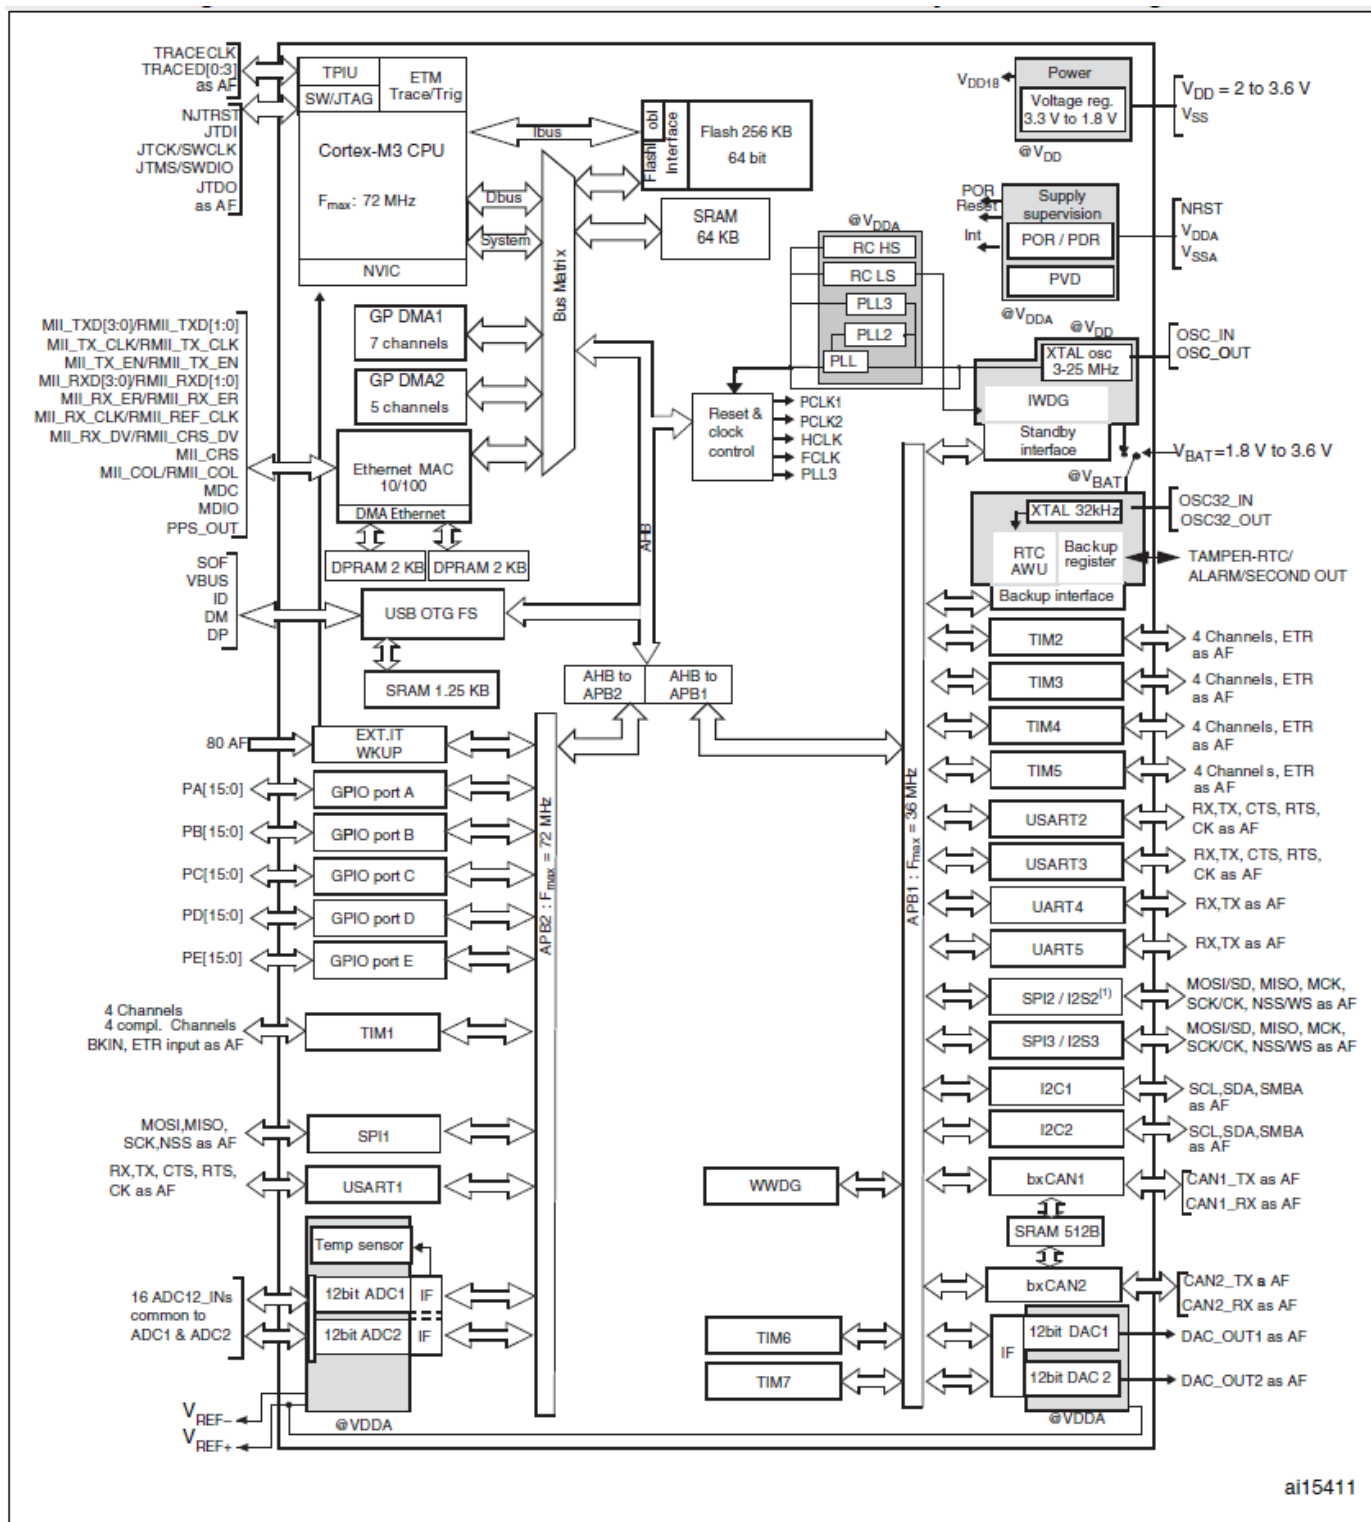 TRACECLK
TRACED[0:3]
as AF
NJTRST
JTDI
JTCK/SWCLK
JTMS/SWDIO
JTDO
as AF
TPIU
SW/JTAG
ETM
Trace/Trig
Cortex-M3 CPU
Fmax: 72 MHz
NVIC
Ibus
Dbus
System
Bus Matrix
Flash obl
Interface
Flash 256 KB
64 bit
SRAM
64 KB
VDD18
Power
Voltage reg.
3.3 V to 1.8 V
@VDD
VDD = 2 to 3.6 V
VSS
POR
Reset
Int
Supply
supervision
POR / PDR
PVD
@VDDA
NRST
VDDA
VSSA
@VDDA
RC HS
RC LS
PLL3
PLL2
PLL
@VDD
XTAL osc
3-25 MHz
IWDG
Standby
interface
OSC_IN
OSC_OUT
VBAT=1.8 V to 3.6 V
@VBAT
GP DMA1
7 channels
GP DMA2
5 channels
MII_TXD[3:0]/RMII_TXD[1:0]
MII_TX_CLK/RMII_TX_CLK
MII_TX_EN/RMII_TX_EN
MII_RXD[3:0]/RMII_RXD[1:0]
MII_RX_ER/RMII_RX_ER
MII_RX_CLK/RMII_REF_CLK
MII_RX_DV/RMII_CRS_DV
MII_CRS
MII_COL/RMII_COL
MDC
MDIO
PPS_OUT
Ethernet MAC
10/100
DMA Ethernet
DPRAM 2 KB
DPRAM 2 KB
Reset &
clock
control
PCLK1
PCLK2
HCLK
FCLK
PLL3
XTAL 32kHz
RTC
AWU
Backup
register
Backup interface
OSC32_IN
OSC32_OUT
TAMPER-RTC/
ALARM/SECOND OUT
SOF
VBUS
ID
DM
DP
USB OTG FS
SRAM 1.25 KB
AHB
AHB to
APB2
AHB to
APB1
80 AF
EXT.IT
WKUP
PA[15:0]
GPIO port A
PB[15:0]
GPIO port B
PC[15:0]
GPIO port C
PD[15:0]
GPIO port D
PE[15:0]
GPIO port E
4 Channels
4 compl. Channels
BKIN, ETR input as AF
TIM1
MOSI,MISO,
SCK,NSS as AF
SPI1
RX,TX, CTS, RTS,
CK as AF
USART1
Temp sensor
16 ADC12_INs
common to
ADC1 & ADC2
12bit ADC1
IF
12bit ADC2
IF
VREF–
VREF+
@VDDA
APB2 : Fmax = 72 MHz
APB1 : Fmax = 36 MHz
WWDG
TIM6
TIM7
TIM2
4 Channels, ETR
as AF
TIM3
4 Channels, ETR
as AF
TIM4
4 Channels, ETR
as AF
TIM5
4 Channels, ETR
as AF
USART2
RX,TX, CTS, RTS,
CK as AF
USART3
RX,TX, CTS, RTS,
CK as AF
UART4
RX,TX as AF
UART5
RX,TX as AF
SPI2 / I2S2(1)
MOSI/SD, MISO, MCK,
SCK/CK, NSS/WS as AF
SPI3 / I2S3
MOSI/SD, MISO, MCK,
SCK/CK, NSS/WS as AF
I2C1
SCL,SDA,SMBA
as AF
I2C2
SCL,SDA,SMBA
as AF
bxCAN1
CAN1_TX as AF
CAN1_RX as AF
SRAM 512B
bxCAN2
CAN2_TX a AF
CAN2_RX as AF
IF
12bit DAC1
DAC_OUT1 as AF
12bit DAC 2
DAC_OUT2 as AF
@VDDA
ai15411